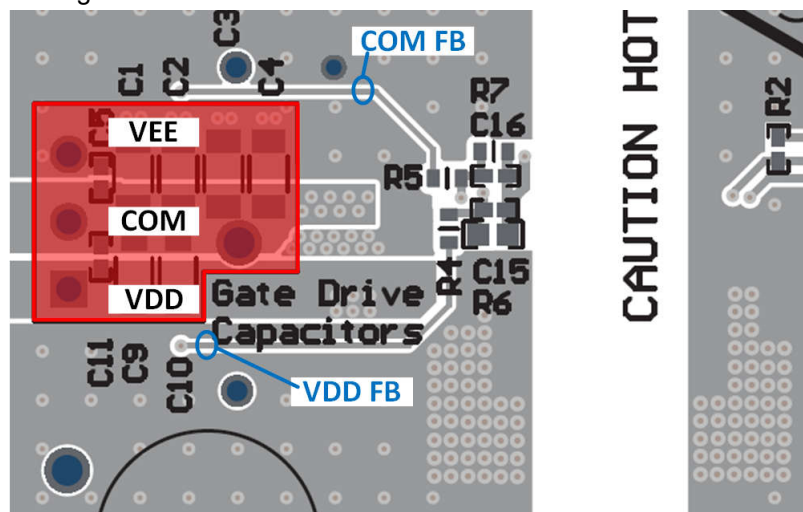 COM FB
C3
C1
C2
C4
R7
C16
C5
VEE
R5
COM
R4
C15
R6
VDD
Gate Drive
Capacitors
C11
C9
C10
VDD FB
CAUTION HOT
R2